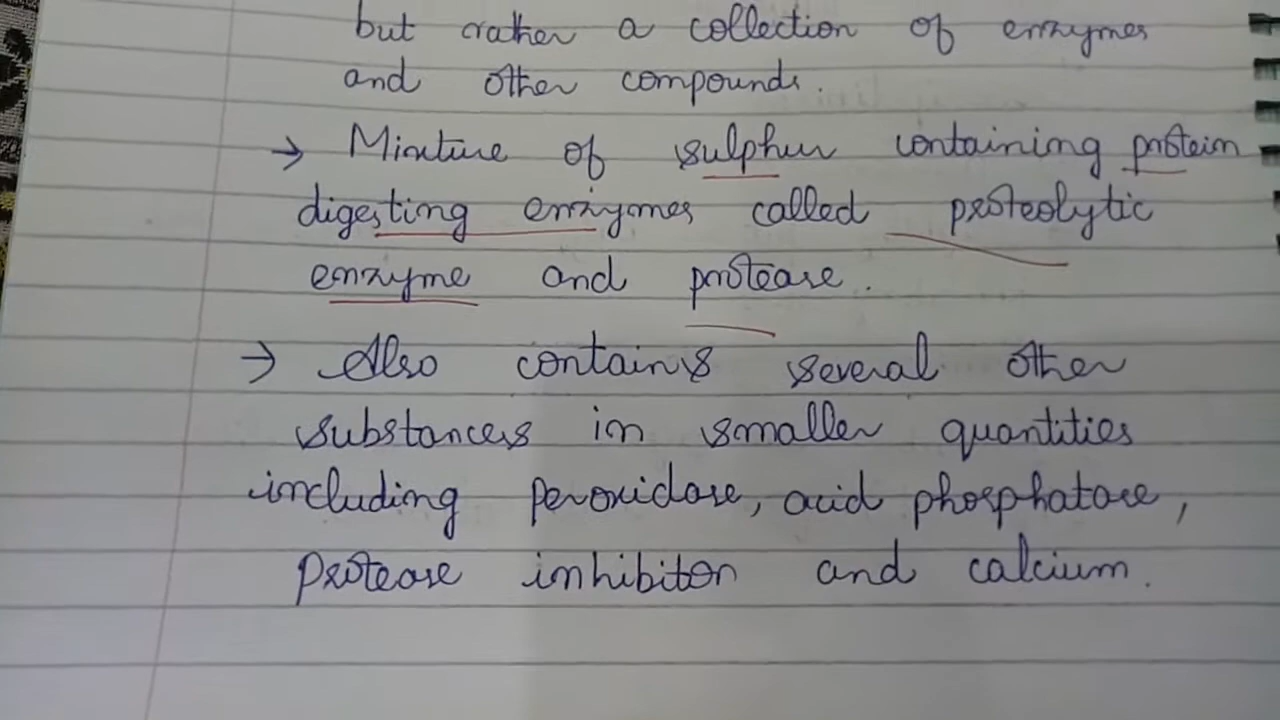 but rather a collection of enzymes
and other compounds.
→ Mixture of sulphur containing protein
digesting enzymes called proteolytic
enzyme and protease.
→ Also contains several other
substances in smaller quantities
including peroxidase, acid phosphatase,
protease inhibitor and calcium.